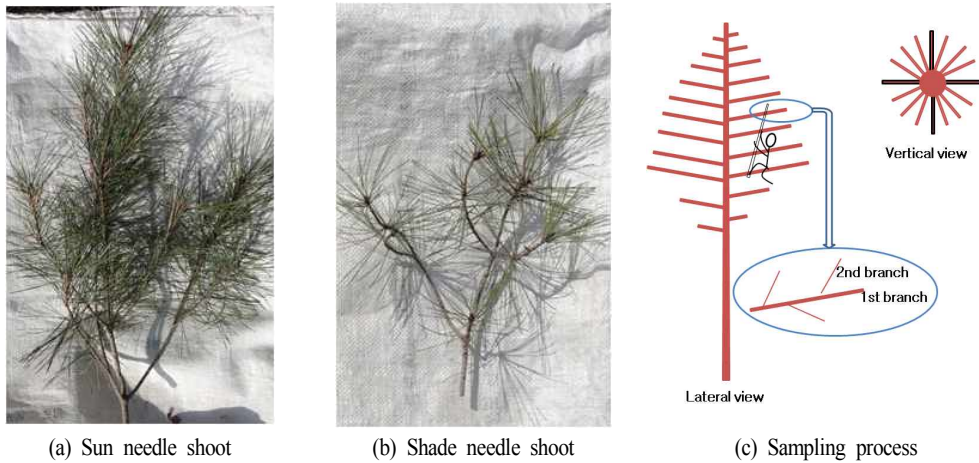 Vertical view
2nd branch
1st branch
Lateral view
(a) Sun needle shoot
(b) Shade needle shoot
(c) Sampling process